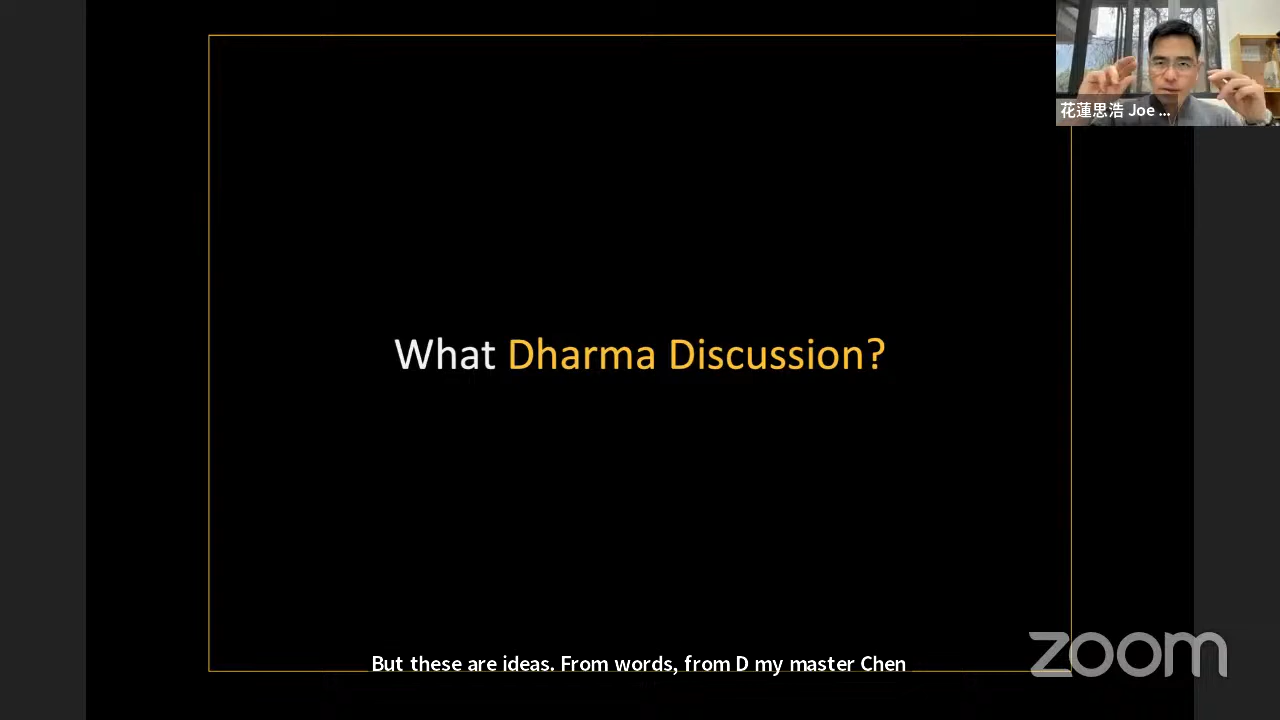 花蓮思浩 Joe ...
What Dharma Discussion?
But these are ideas. From words, from D my master Chen
zoom